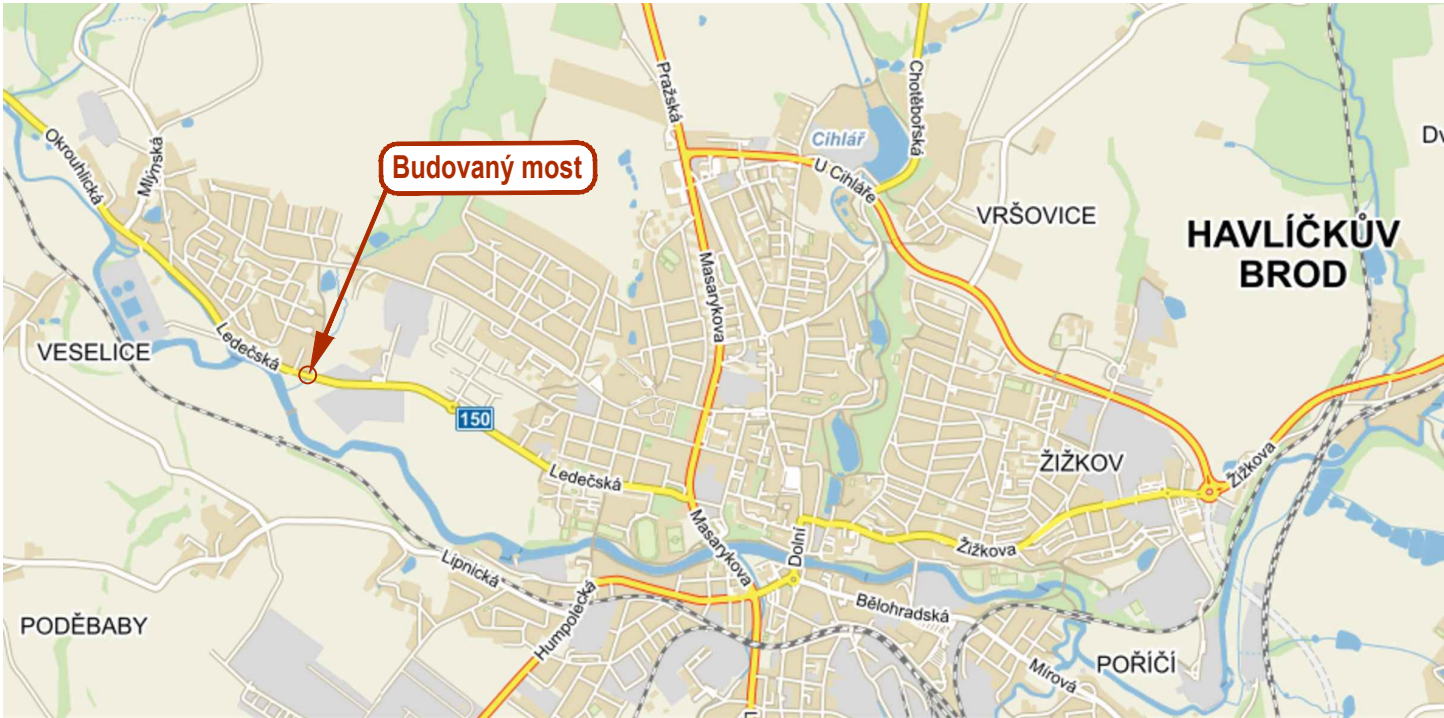 Pražská
Chotěbořská
Okrouhlická
Mlýnská
Budovaný most
Cihlář
U Cihláře
VRŠOVICE
HAVLÍČKŮV
BROD
Masarykova
Ledečská
VESELICE
150
ŽIŽKOV
Žižkova
Ledečská
Masarykova
Dolní
Žižkova
Lipnická
Humpolecká
Bělohradská
PODĚBABY
Mírová
POŘÍČÍ